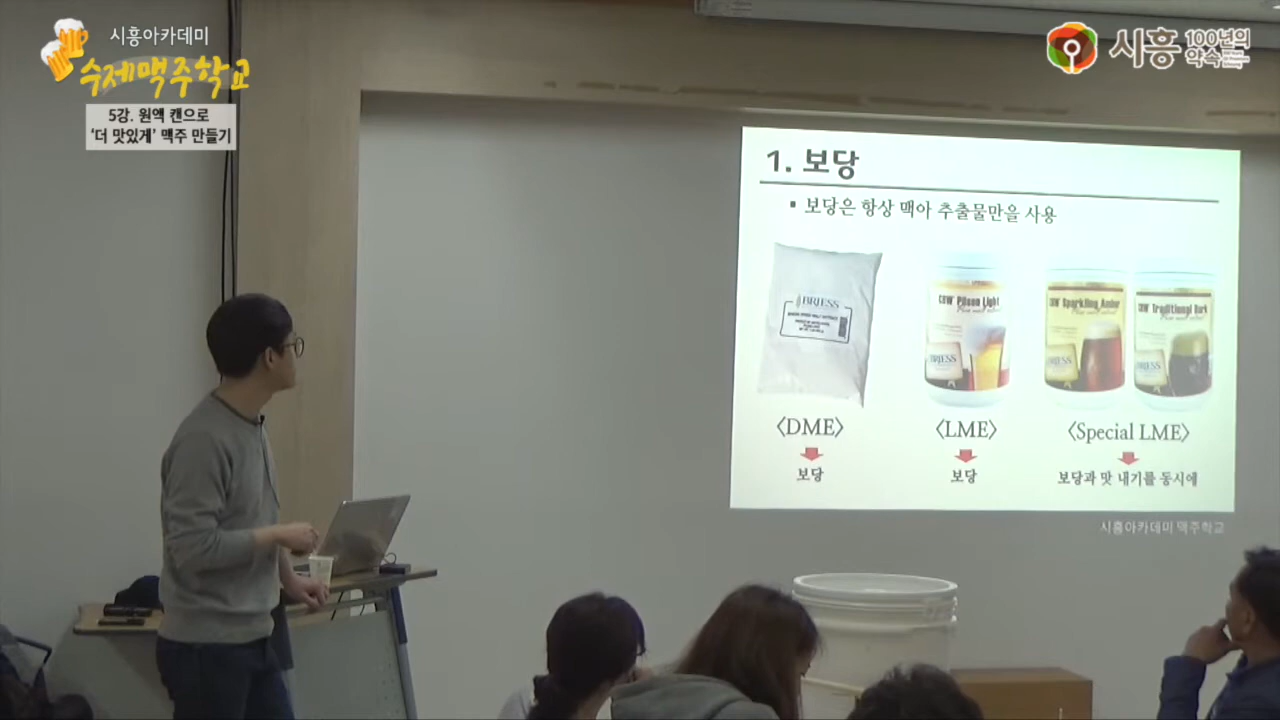 시흥아카데미
수제맥주학교
5강. 원액 캔으로
'더 맛있게' 맥주 만들기
시흥 100년의 약속
1. 보당
▪ 보당은 항상 맥아 추출물만을 사용
BRIESS
CBW Pilsen Light
BRIESS
CBW Sparkling Amber
BRIESS
CBW Traditional Dark
BRIESS
〈DME〉
〈LME〉
〈Special LME〉
보당
보당
보당과 맛 내기를 동시에
시흥아카데미 맥주학교